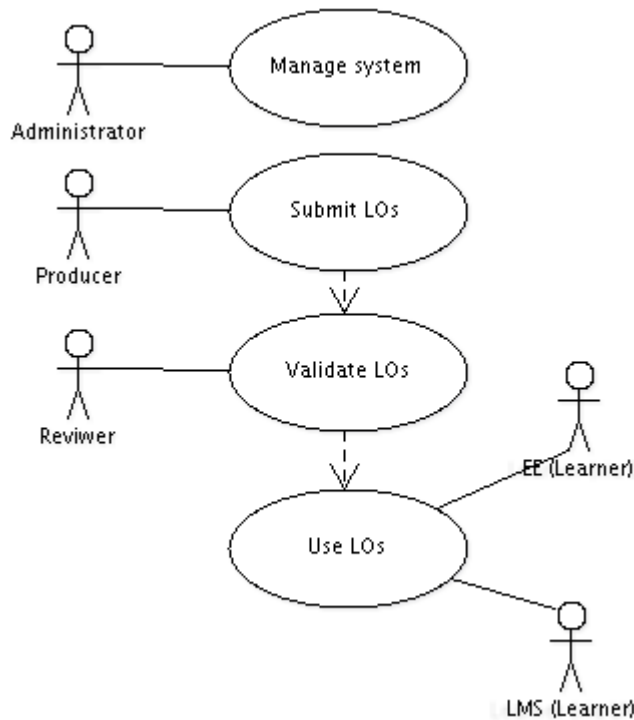 Manage system
Administrator
Submit LOs
Producer
Validate LOs
Reviwer
EE (Learner)
Use LOs
LMS (Learner)